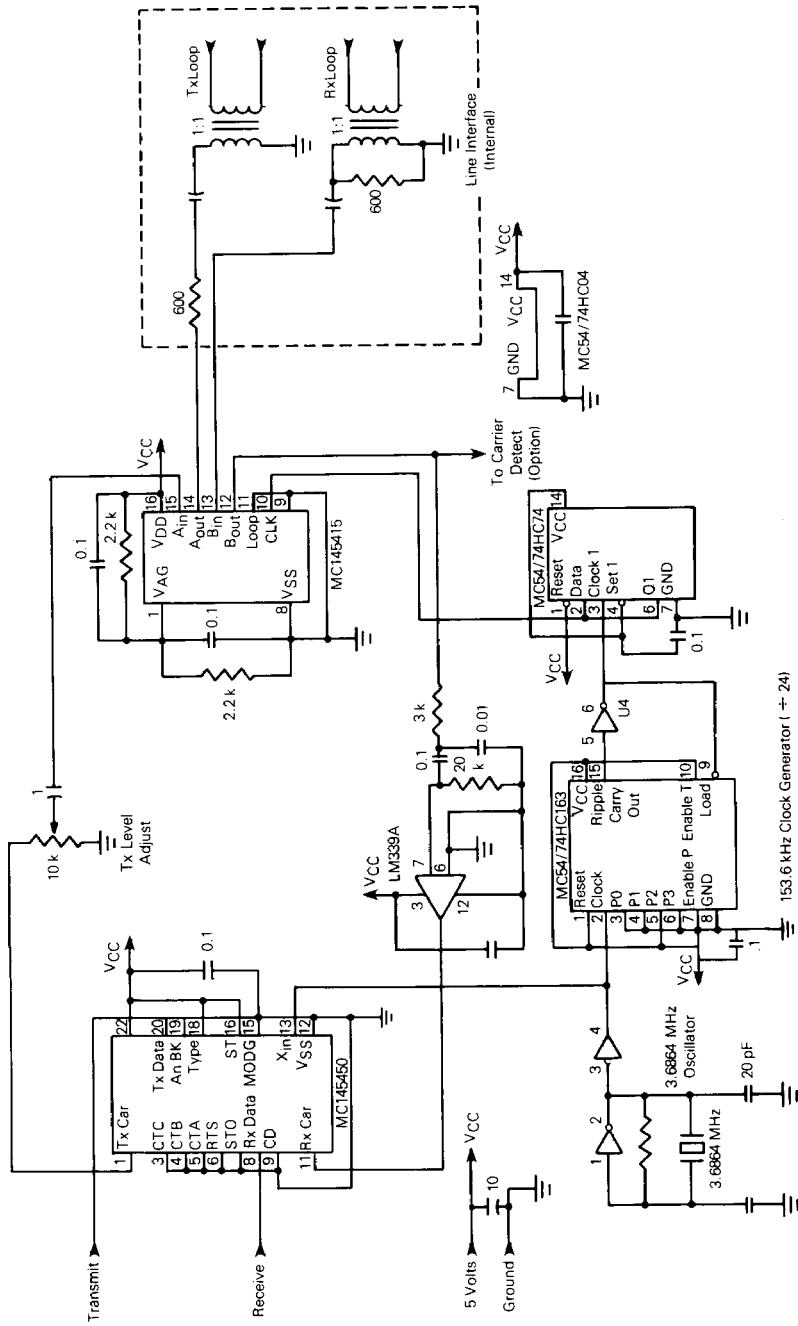 TxLoop
1:1
RxLoop
1:1
600
600
Line Interface
(Internal)
Transmit
Receive
10 k
1
Tx Level
Adjust
VCC
0.1
1
Tx Car
22
3
CTC
Tx Data
20
4
CTB
An BK
19
5
CTA
Type
18
6
RTS
STO
ST
16
8
Rx Data
MODG
15
9
CD
Xin
13
VSS
12
11
Rx Car
MC145450
0.1
2.2 k
VCC
1
VAG
VDD
16
Ain
15
Aout
14
Bin
13
Bout
12
Loop
11
10
CLK
9
8
VSS
MC145415
0.1
2.2 k
3 k
0.1
20
k
0.01
VCC
LM339A
3
7
6
12
To Carrier
Detect
(Option)
7
GND
VCC
14
VCC
MC54/74HC04
5 Volts
VCC
10
Ground
1
2
3
4
3.6864 MHz
Oscillator
3.6864 MHz
20 pF
MC54/74HC163
1
Reset
VCC
16
2
Clock
Ripple
15
3
P0
Carry
4
P1
Out
5
P2
6
P3
7
Enable P
Enable T
10
8
GND
Load
9
VCC
.1
5
6
U4
VCC
MC54/74HC74
1
Reset
VCC
14
2
Data
3
Clock 1
4
Set 1
6
Q1
7
GND
0.1
153.6 kHz Clock Generator ( ÷ 24)